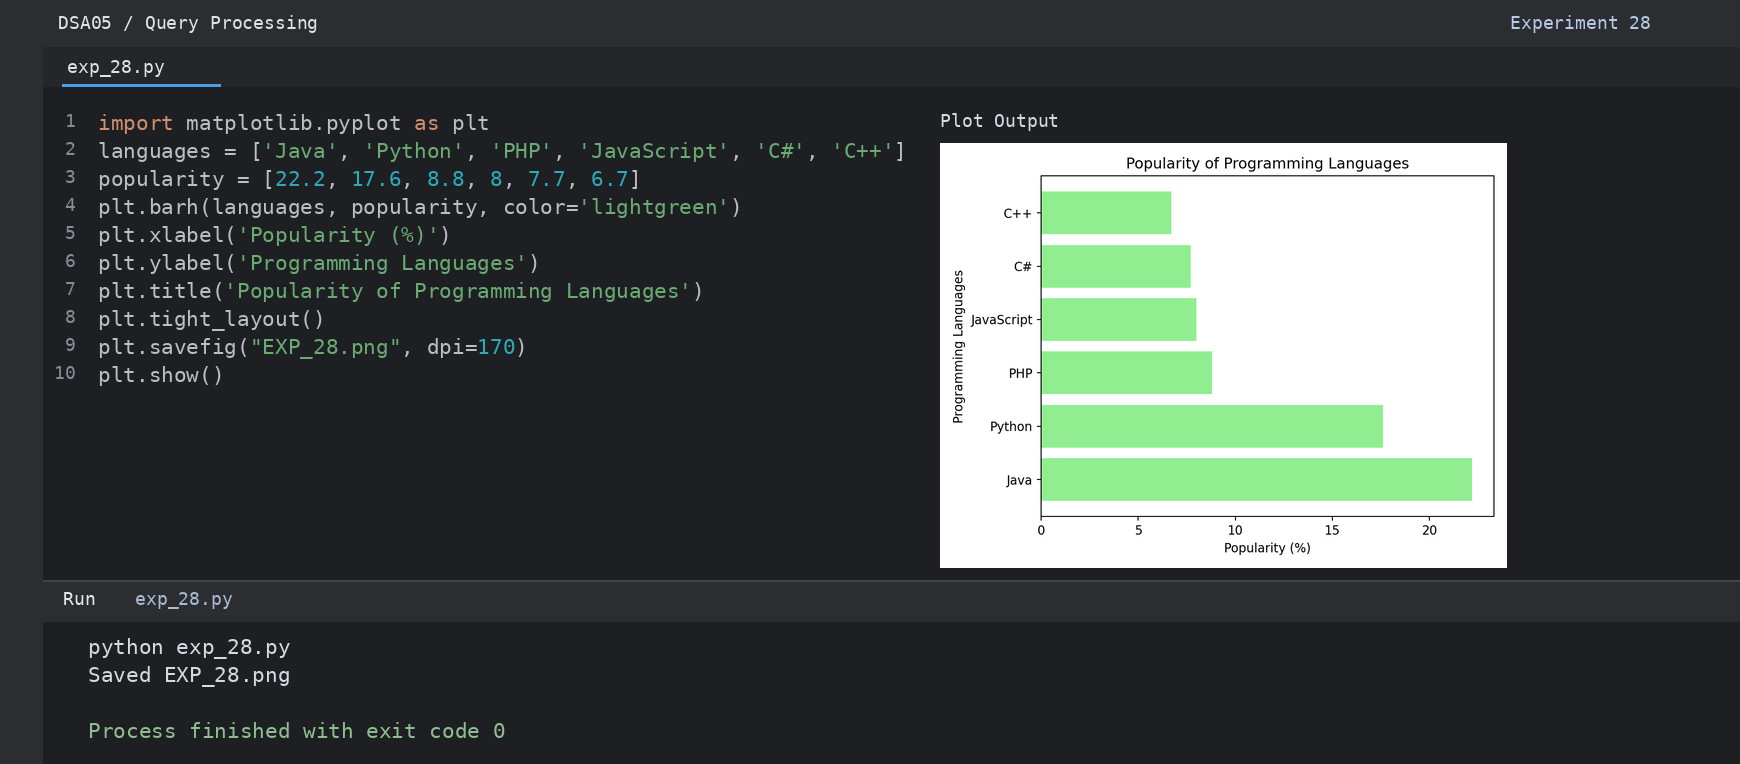 DSA05 / Query Processing
Experiment 28
exp_28.py
1 import matplotlib.pyplot as plt
2 languages = ['Java', 'Python', 'PHP', 'JavaScript', 'C#', 'C++']
3 popularity = [22.2, 17.6, 8.8, 8, 7.7, 6.7]
4 plt.barh(languages, popularity, color='lightgreen')
5 plt.xlabel('Popularity (%)')
6 plt.ylabel('Programming Languages')
7 plt.title('Popularity of Programming Languages')
8 plt.tight_layout()
9 plt.savefig("EXP_28.png", dpi=170)
10 plt.show()
Plot Output
Popularity of Programming Languages
Programming Languages
C++
C#
JavaScript
PHP
Python
Java
0 5 10 15 20
Popularity (%)
Run exp_28.py
python exp_28.py
Saved EXP_28.png
Process finished with exit code 0